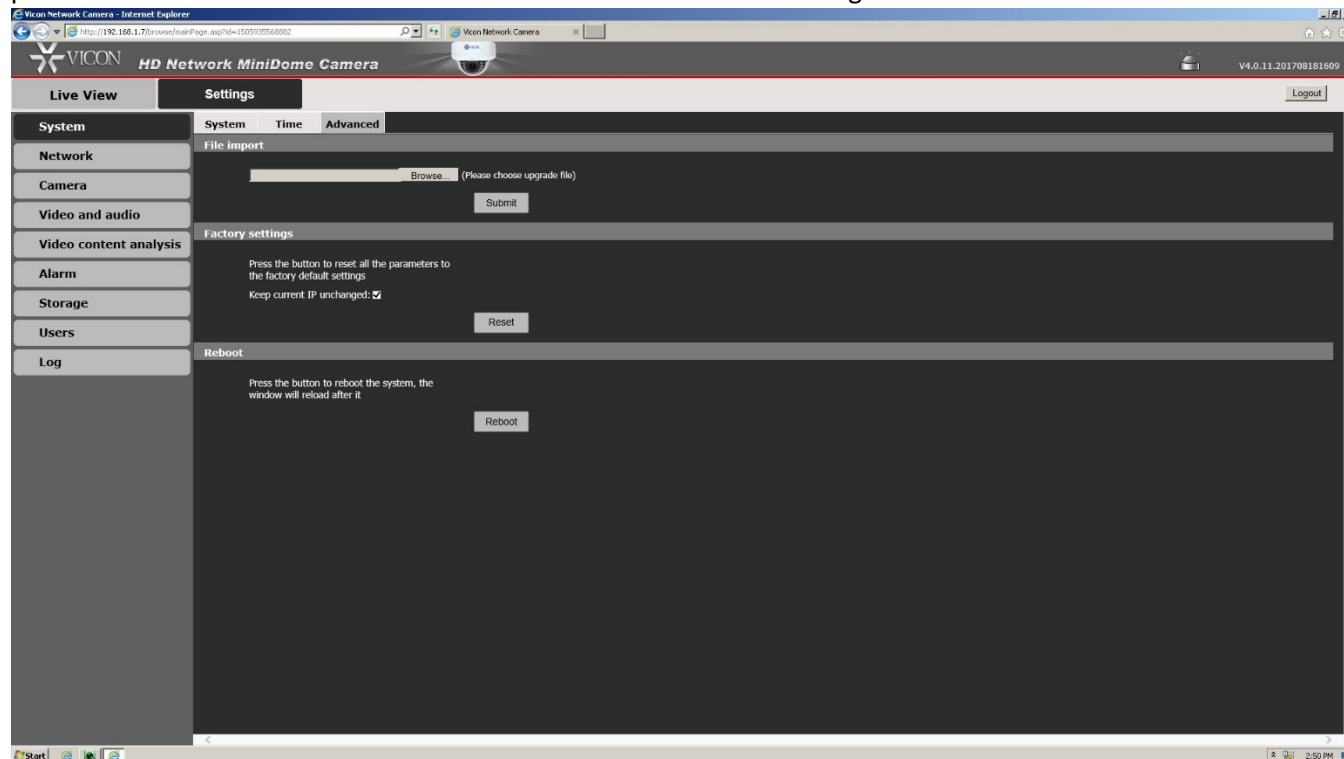 Vicon Network Camera - Internet Explorer
http://192.168.1.7/browse/mainPage.asp?id=1505935568882
Vicon Network Camera
VICON HD Network MiniDome Camera
V4.0.11.201708181609
Live View
Settings
Logout
System
Network
Camera
Video and audio
Video content analysis
Alarm
Storage
Users
Log
System Time Advanced
File import
Browse... (Please choose upgrade file)
Submit
Factory settings
Press the button to reset all the parameters to
the factory default settings
Keep current IP unchanged:
Reset
Reboot
Press the button to reboot the system, the
window will reload after it
Reboot
Start
2:50 PM